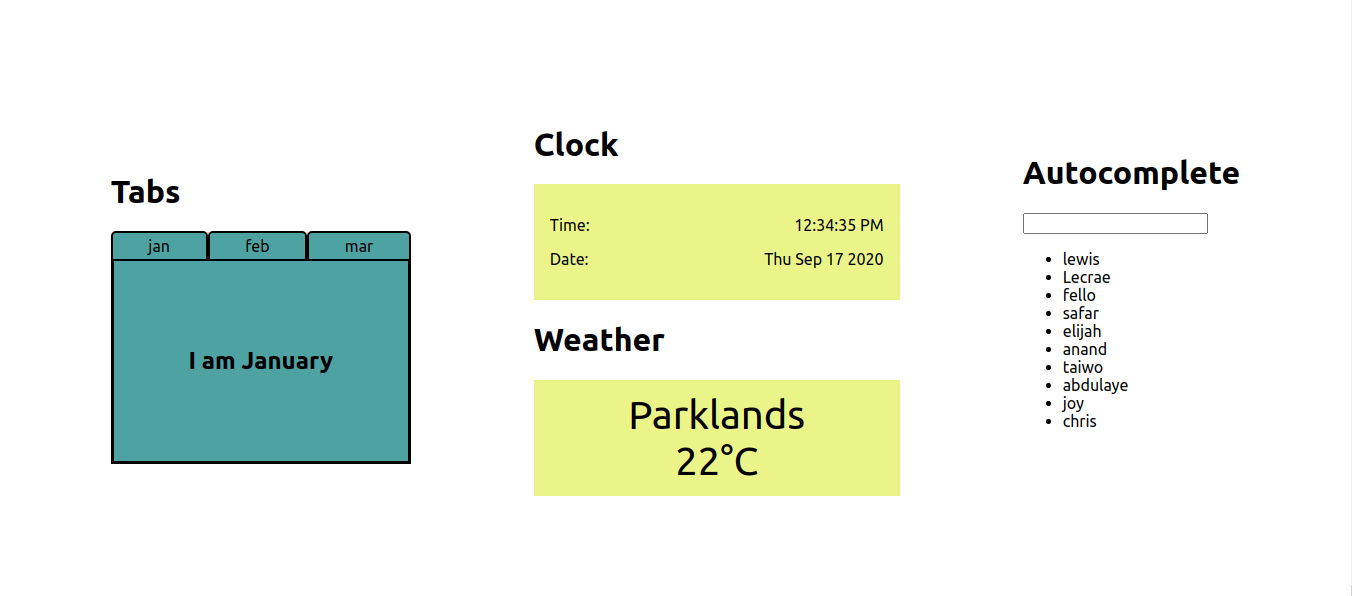 Tabs
jan feb mar
I am January
Clock
Time: 12:34:35 PM
Date: Thu Sep 17 2020
Weather
Parklands
22°C
Autocomplete
lewis
Lecrae
fello
safar
elijah
anand
taiwo
abdulaye
joy
chris